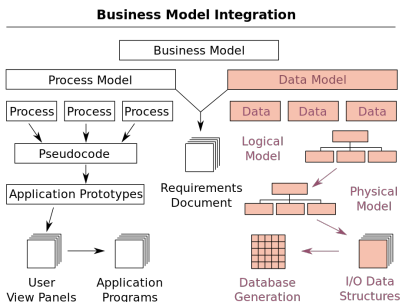 Business Model Integration
Business Model
Process Model
Data Model
Process
Process
Process
Data
Data
Data
Pseudocode
Logical
Model
Application Prototypes
Requirements
Document
Physical
Model
User
View Panels
Application
Programs
Database
Generation
I/O Data
Structures